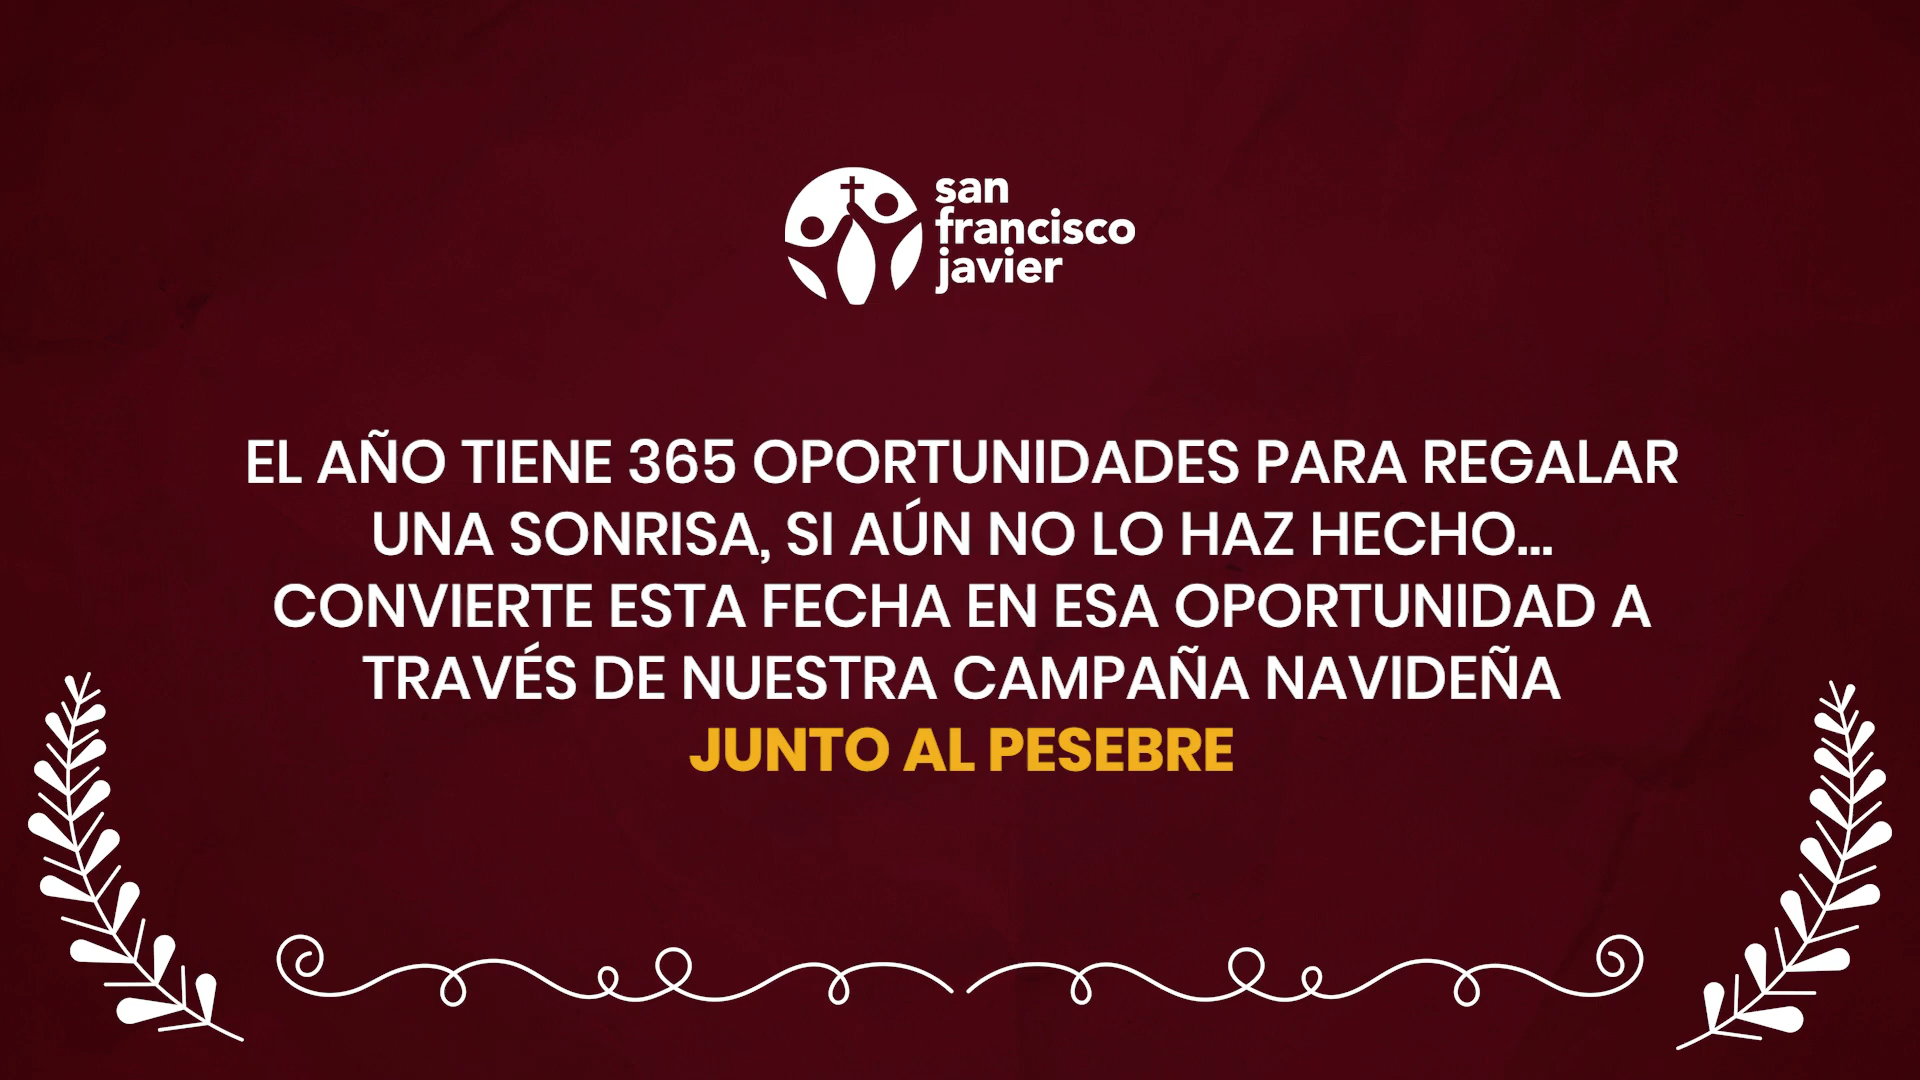 san
francisco
javier
EL AÑO TIENE 365 OPORTUNIDADES PARA REGALAR
UNA SONRISA, SI AÚN NO LO HAZ HECHO...
CONVIERTE ESTA FECHA EN ESA OPORTUNIDAD A
TRAVÉS DE NUESTRA CAMPAÑA NAVIDEÑA
JUNTO AL PESEBRE